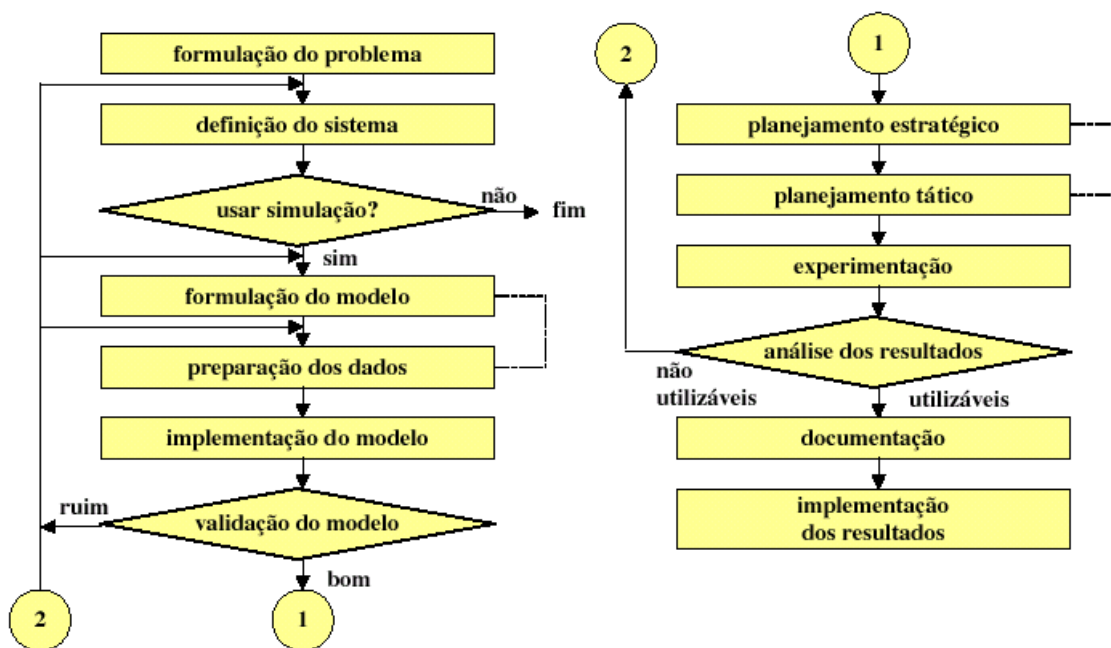 formulação do problema
definição do sistema
usar simulação?
não
fim
sim
formulação do modelo
preparação dos dados
implementação do modelo
ruim
validação do modelo
bom
2
1
2
1
planejamento estratégico
planejamento tático
experimentação
análise dos resultados
não
utilizáveis
utilizáveis
documentação
implementação
dos resultados